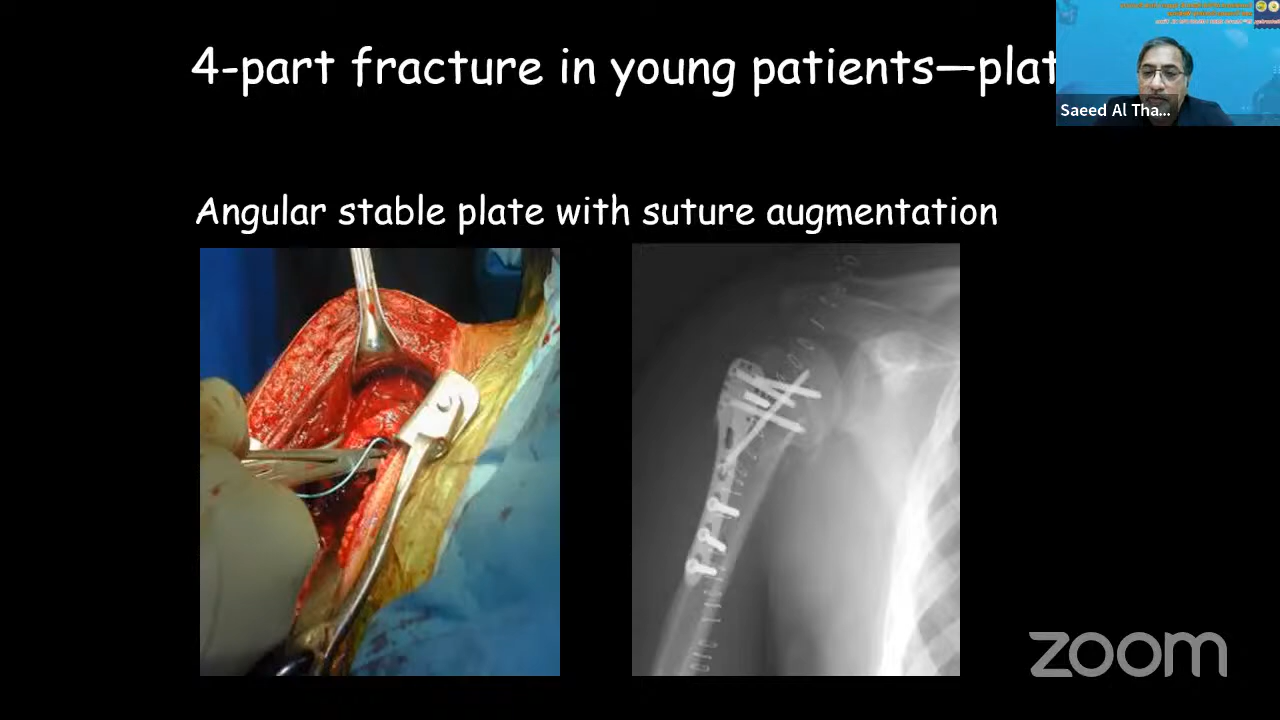 4-part fracture in young patients—plat
Saeed Al Tha...
Angular stable plate with suture augmentation
zoom